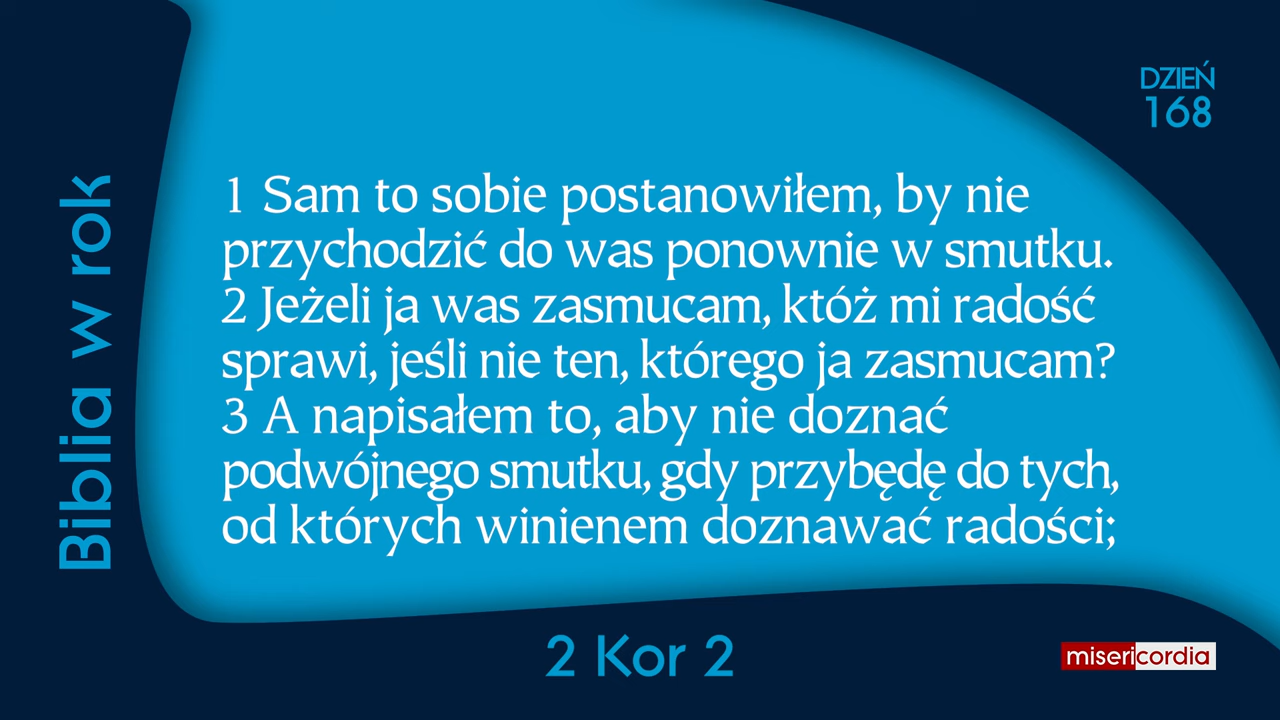 DZIEŃ
168
Biblia w rok
1 Sam to sobie postanowiłem, by nie
przychodzić do was ponownie w smutku.
2 Jeżeli ja was zasmucam, któż mi radość
sprawi, jeśli nie ten, którego ja zasmucam?
3 A napisałem to, aby nie doznać
podwójnego smutku, gdy przybędę do tych,
od których winienem doznawać radości;
2 Kor 2
misericordia